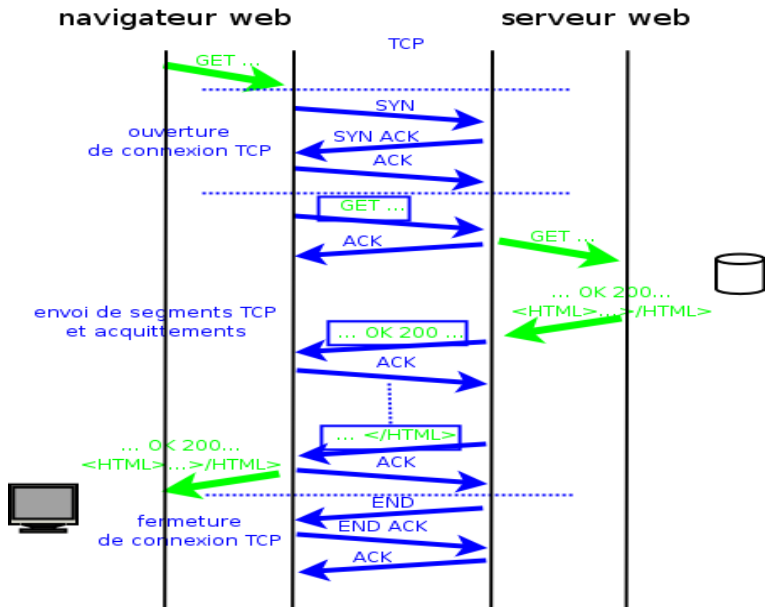 navigateur web
serveur web
TCP
GET ...
SYN
ouverture
de connexion TCP
SYN ACK
ACK
GET ...
ACK
GET ...
... OK 200...
<HTML>...>/HTML>
envoi de segments TCP
et acquittements
... OK 200 ...
ACK
... </HTML>
... OK 200...
<HTML>...>/HTML>
ACK
END
fermeture
de connexion TCP
END ACK
ACK